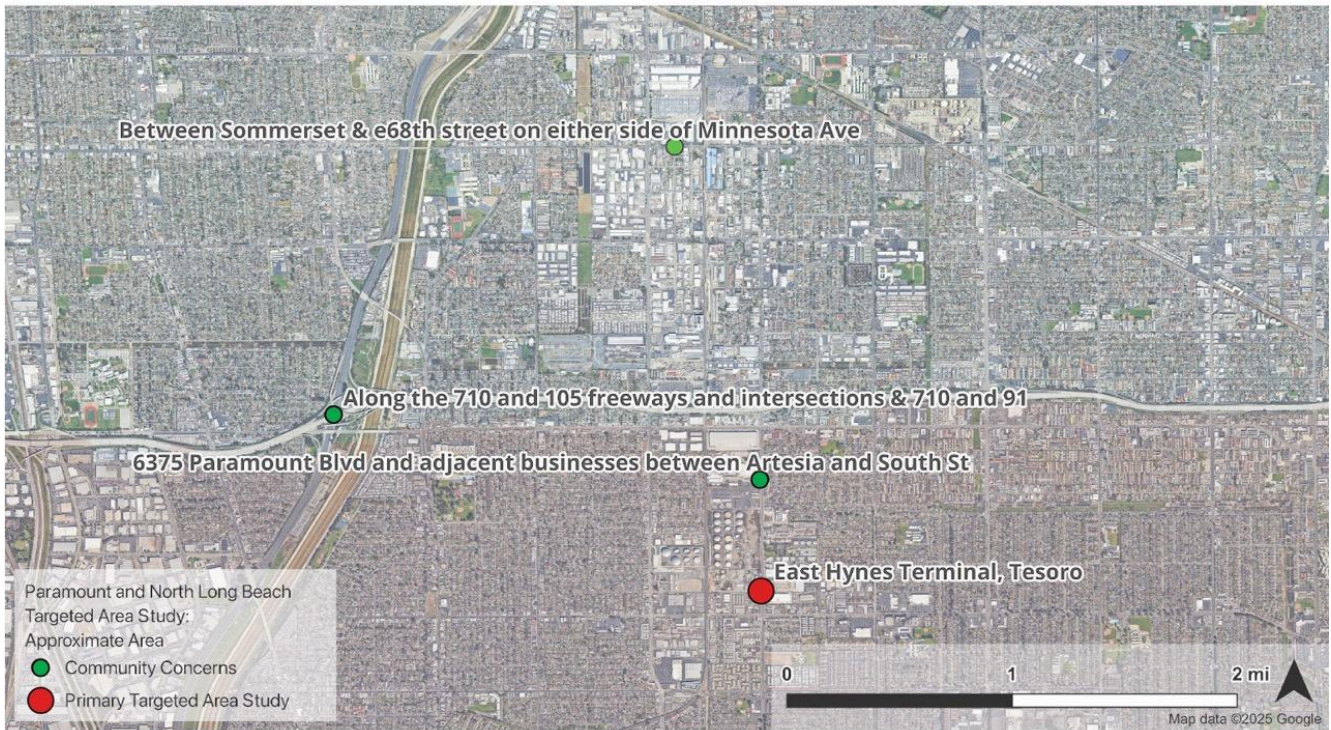 Between Sommerset & e68th street on either side of Minnesota Ave
Along the 710 and 105 freeways and intersections & 710 and 91
6375 Paramount Blvd and adjacent businesses between Artesia and South St
East Hynes Terminal, Tesoro
Paramount and North Long Beach
Targeted Area Study:
Approximate Area
Community Concerns
Primary Targeted Area Study
0 1 2 mi
Map data ©2025 Google